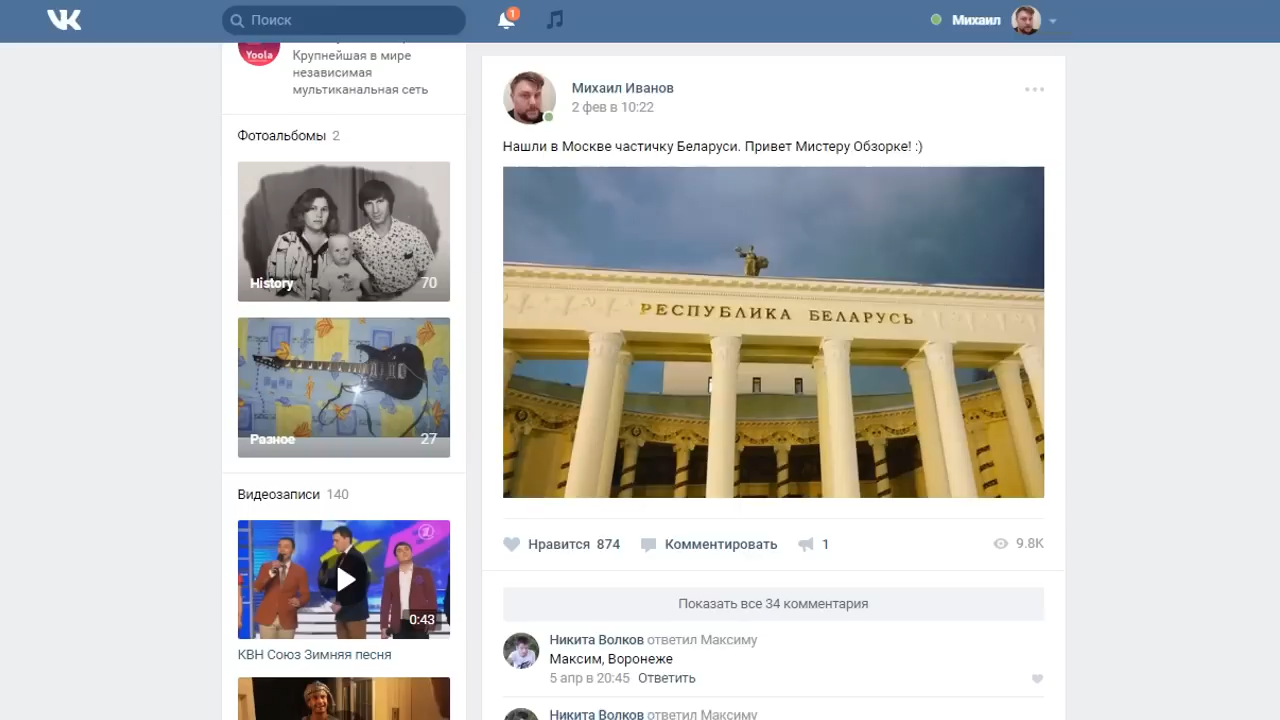 Поиск
1
Михаил
Yoola
Крупнейшая в мире
независимая
мультиканальная сеть
Фотоальбомы 2
History 70
Разное 27
Видеозаписи 140
0:43
КВН Союз Зимняя песня
Михаил Иванов
2 фев в 10:22
Нашли в Москве частичку Беларуси. Привет Мистеру Обзорке! :)
РЕСПУБЛИКА БЕЛАРУСЬ
Нравится 874
Комментировать
1
9.8K
Показать все 34 комментария
Никита Волков ответил Максиму
Максим, Воронеже
5 апр в 20:45 Ответить
Никита Волков ответил Максиму